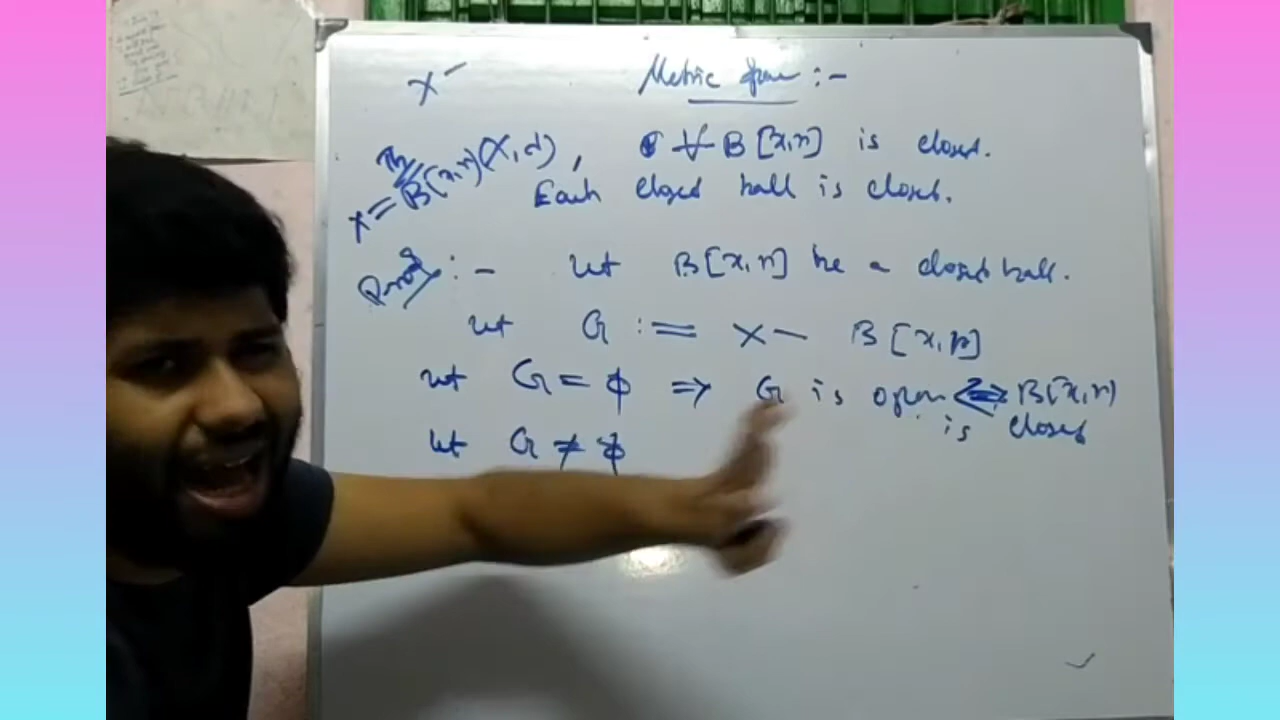 X -
Metric space :-
Th (X, d), ∀ B[x,r] is closed.
X = B(x,r)
Each closed ball is closed.
Proof :- Let B[x,r] be a closed ball.
Let G := X - B[x,r]
Let G = ϕ ⇒ G is open ⇔ B[x,r]
is closed
Let G ≠ ϕ